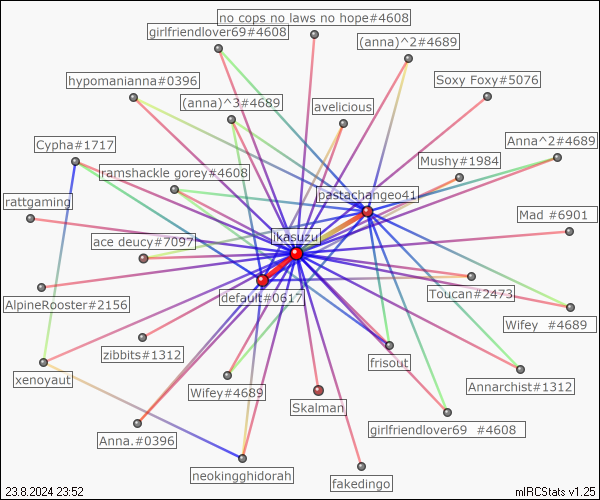 no cops no laws no hope#4608
girlfriendlover69#4608
(anna)^2#4689
hypomanianna#0396
Soxy Foxy#5076
(anna)^3#4689
avelicious
Cypha#1717
Anna^2#4689
Mushy#1984
ramshackle gorey#4608
pastachangeo41
rattgaming
Mad #6901
ikasuzu
ace deucy#7097
default#0617
Toucan#2473
AlpineRooster#2156
Wifey #4689
zibbits#1312
frisout
xenoyaut
Annarchist#1312
Wifey#4689
Skalman
Anna.#0396
girlfriendlover69 #4608
neokingghidorah
fakedingo
23.8.2024 23:52
mIRCStats v1.25